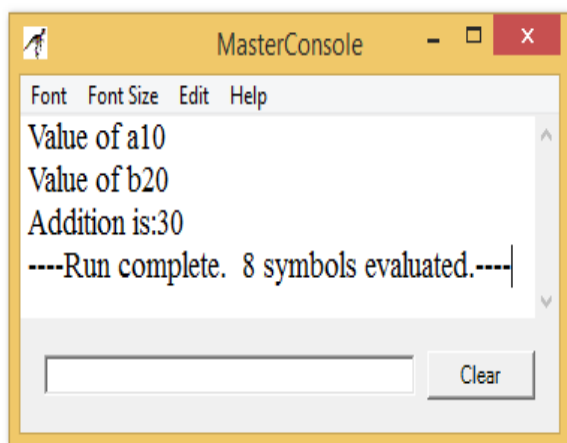 MasterConsole
Font Font Size Edit Help
Value of a10
Value of b20
Addition is:30
----Run complete.  8 symbols evaluated.----
Clear